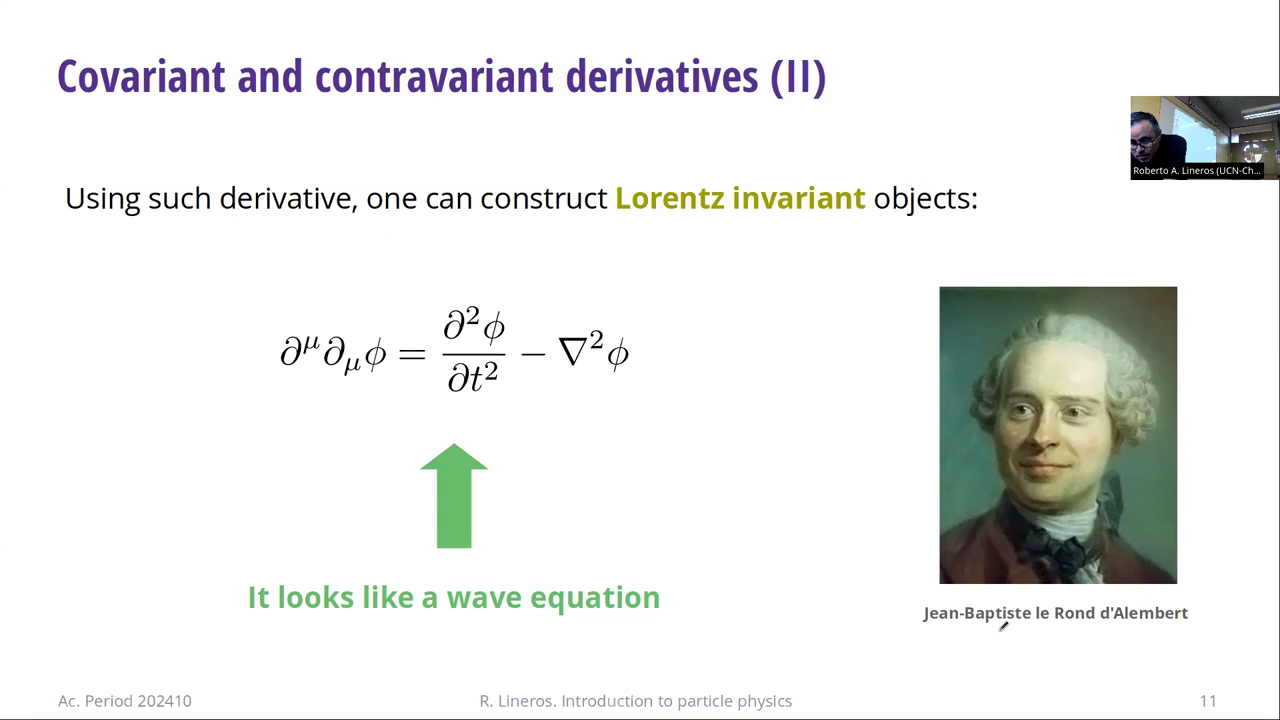 Covariant and contravariant derivatives (II)
Roberto A. Lineros (UCN-Ch...
Using such derivative, one can construct Lorentz invariant objects:
∂^μ ∂_μ ϕ = ∂²ϕ/∂t² − ∇²ϕ
It looks like a wave equation
Jean-Baptiste le Rond d'Alembert
Ac. Period 202410
R. Lineros. Introduction to particle physics
11